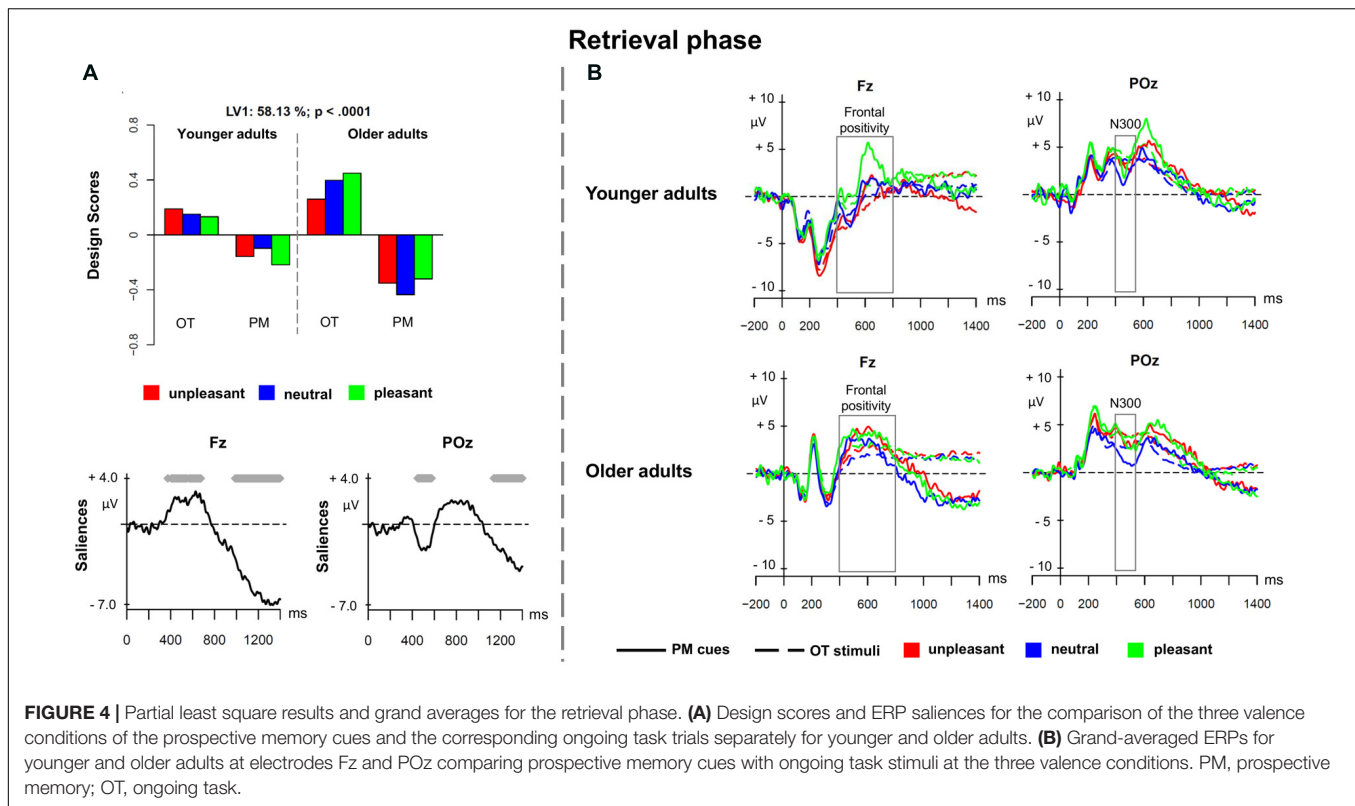 Retrieval phase
A
LV1: 58.13 %; p < .0001
Younger adults
Older adults
Design Scores
0.8
0.4
0
−0.4
−0.8
OT
PM
OT
PM
unpleasant
neutral
pleasant
Fz
+ 4.0
µV
Saliences
- 7.0
ms
0 400 800 1200
POz
+ 4.0
µV
Saliences
- 7.0
ms
0 400 800 1200
B
Younger adults
Fz
+ 10
µV
+ 5
- 5
- 10
Frontal
positivity
ms
−200 0 200 600 1000 1400
POz
+ 10
µV
+ 5
- 5
- 10
N300
ms
−200 0 200 600 1000 1400
Older adults
Fz
+ 10
µV
+ 5
- 5
- 10
Frontal
positivity
ms
−200 0 200 600 1000 1400
POz
+ 10
µV
+ 5
- 5
- 10
N300
ms
−200 0 200 600 1000 1400
PM cues
OT stimuli
unpleasant
neutral
pleasant
FIGURE 4 | Partial least square results and grand averages for the retrieval phase. (A) Design scores and ERP saliences for the comparison of the three valence
conditions of the prospective memory cues and the corresponding ongoing task trials separately for younger and older adults. (B) Grand-averaged ERPs for
younger and older adults at electrodes Fz and POz comparing prospective memory cues with ongoing task stimuli at the three valence conditions. PM, prospective
memory; OT, ongoing task.